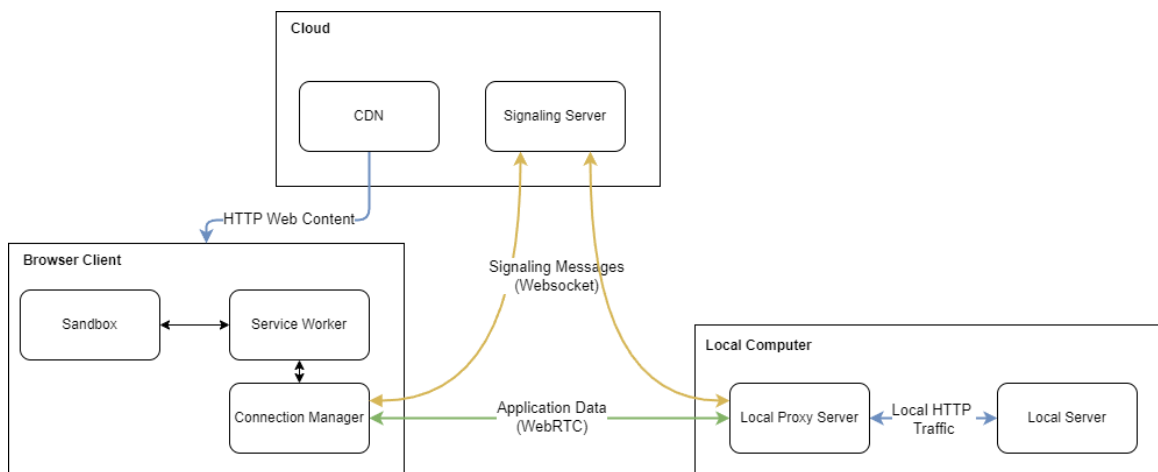 Cloud
CDN
Signaling Server
HTTP Web Content
Browser Client
Signaling Messages
(Websocket)
Sandbox
Service Worker
Local Computer
Connection Manager
Application Data
(WebRTC)
Local Proxy Server
Local HTTP
Traffic
Local Server